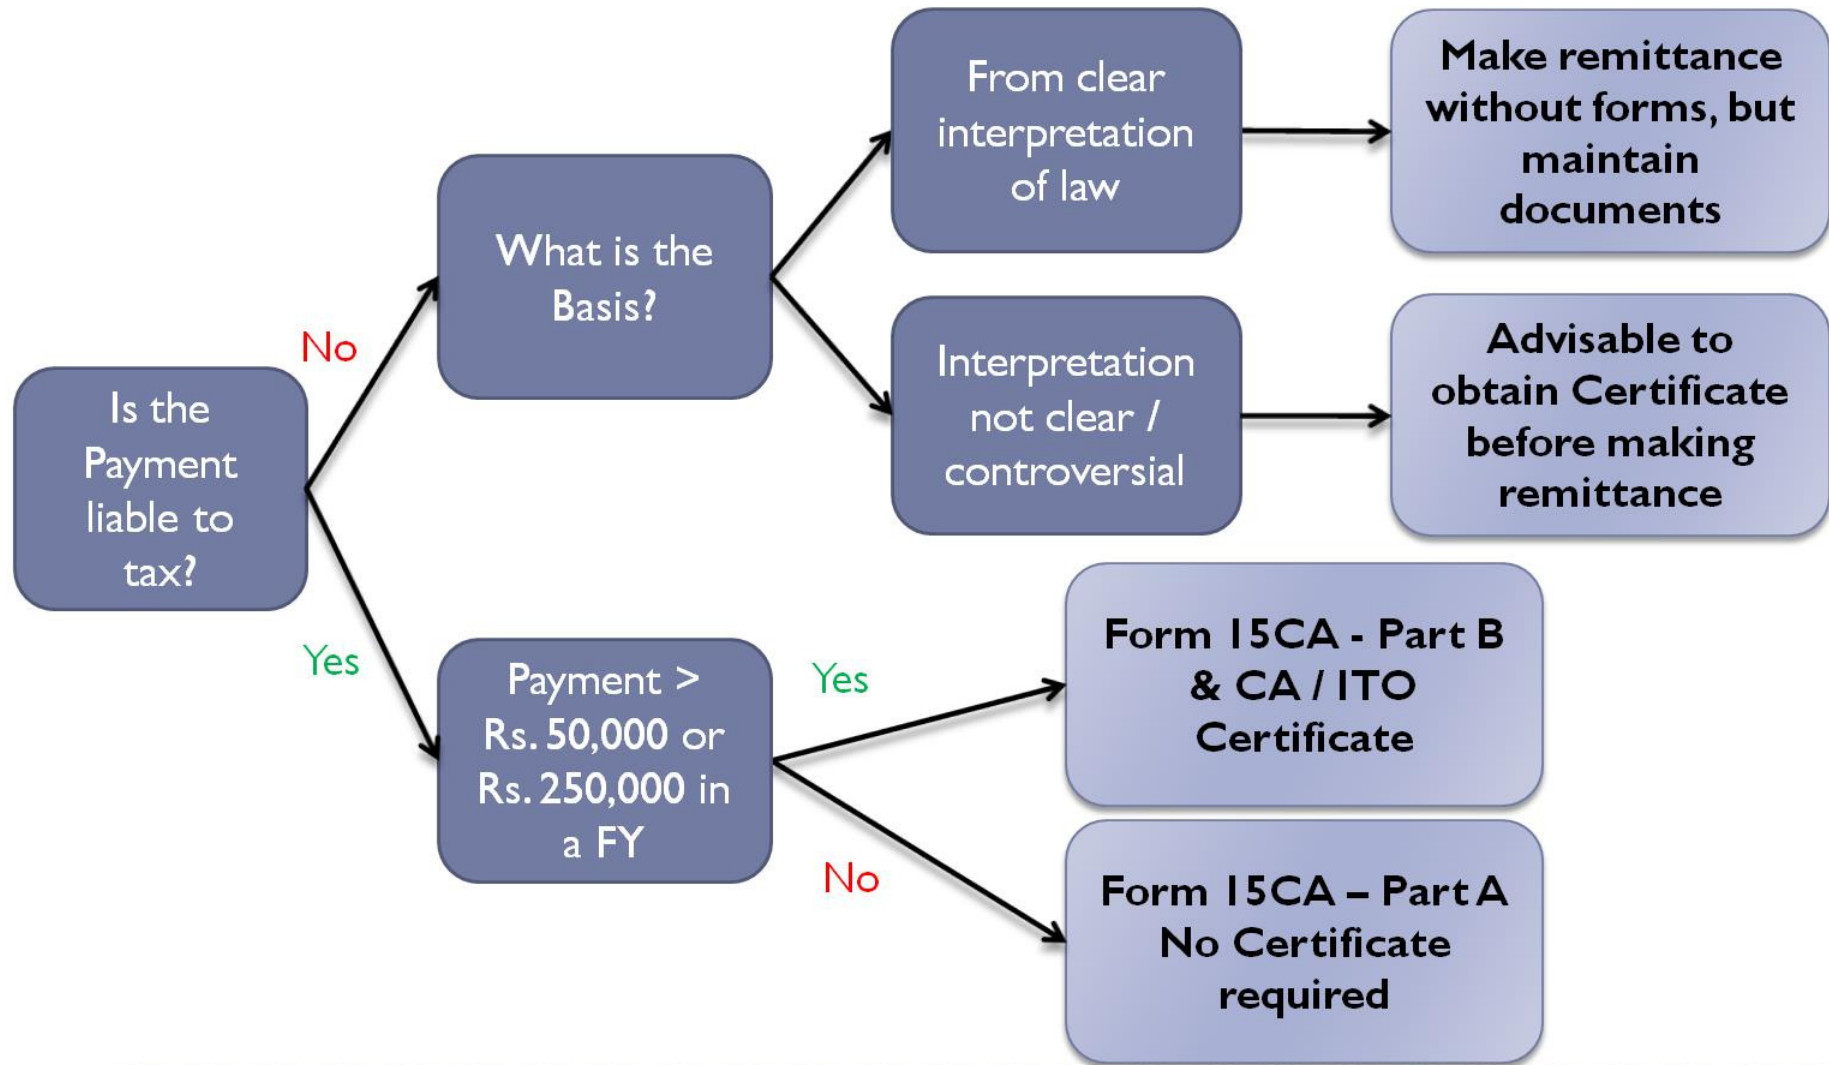 Is the
Payment
liable to
tax?
No
Yes
What is the
Basis?
From clear
interpretation
of law
Make remittance
without forms, but
maintain
documents
Interpretation
not clear /
controversial
Advisable to
obtain Certificate
before making
remittance
Payment >
Rs. 50,000 or
Rs. 250,000 in
a FY
Yes
No
Form 15CA - Part B
& CA / ITO
Certificate
Form 15CA – Part A
No Certificate
required